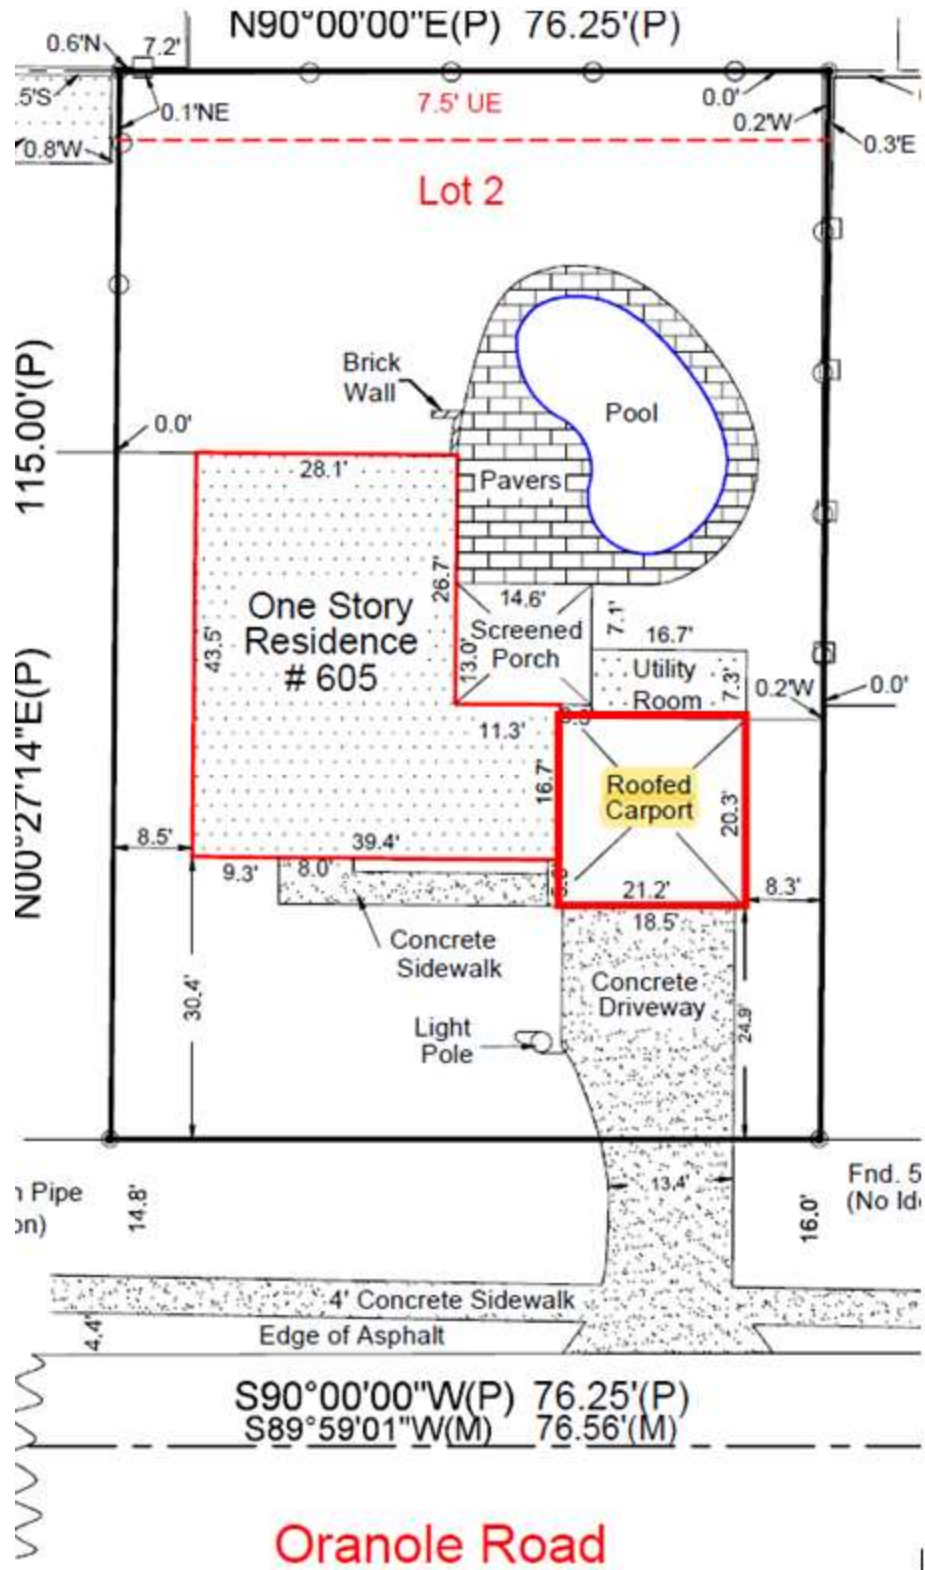 N90°00'00"E(P) 76.25'(P)
0.6'N
7.2'
.5'S
0.1'NE
0.8'W
7.5' UE
0.0'
0.2'W
0.3'E
Lot 2
115.00'(P)
N00°27'14"E(P)
Brick
Wall
0.0'
Pool
Pavers
28.1'
26.7'
43.5'
One Story
Residence
# 605
14.6'
Screened
Porch
13.0'
7.1'
16.7'
Utility
Room
7.3'
0.2'W
0.0'
11.3'
16.7'
Roofed
Carport
20.3'
8.5'
39.4'
9.3'
8.0'
21.2'
8.3'
18.5'
Concrete
Sidewalk
Concrete
Driveway
30.4'
24.9'
Light
Pole
13.4'
Pipe
on)
14.8'
16.0'
Fnd. 5
(No Id
4' Concrete Sidewalk
4.4'
Edge of Asphalt
S90°00'00"W(P) 76.25'(P)
S89°59'01"W(M) 76.56'(M)
Oranole Road